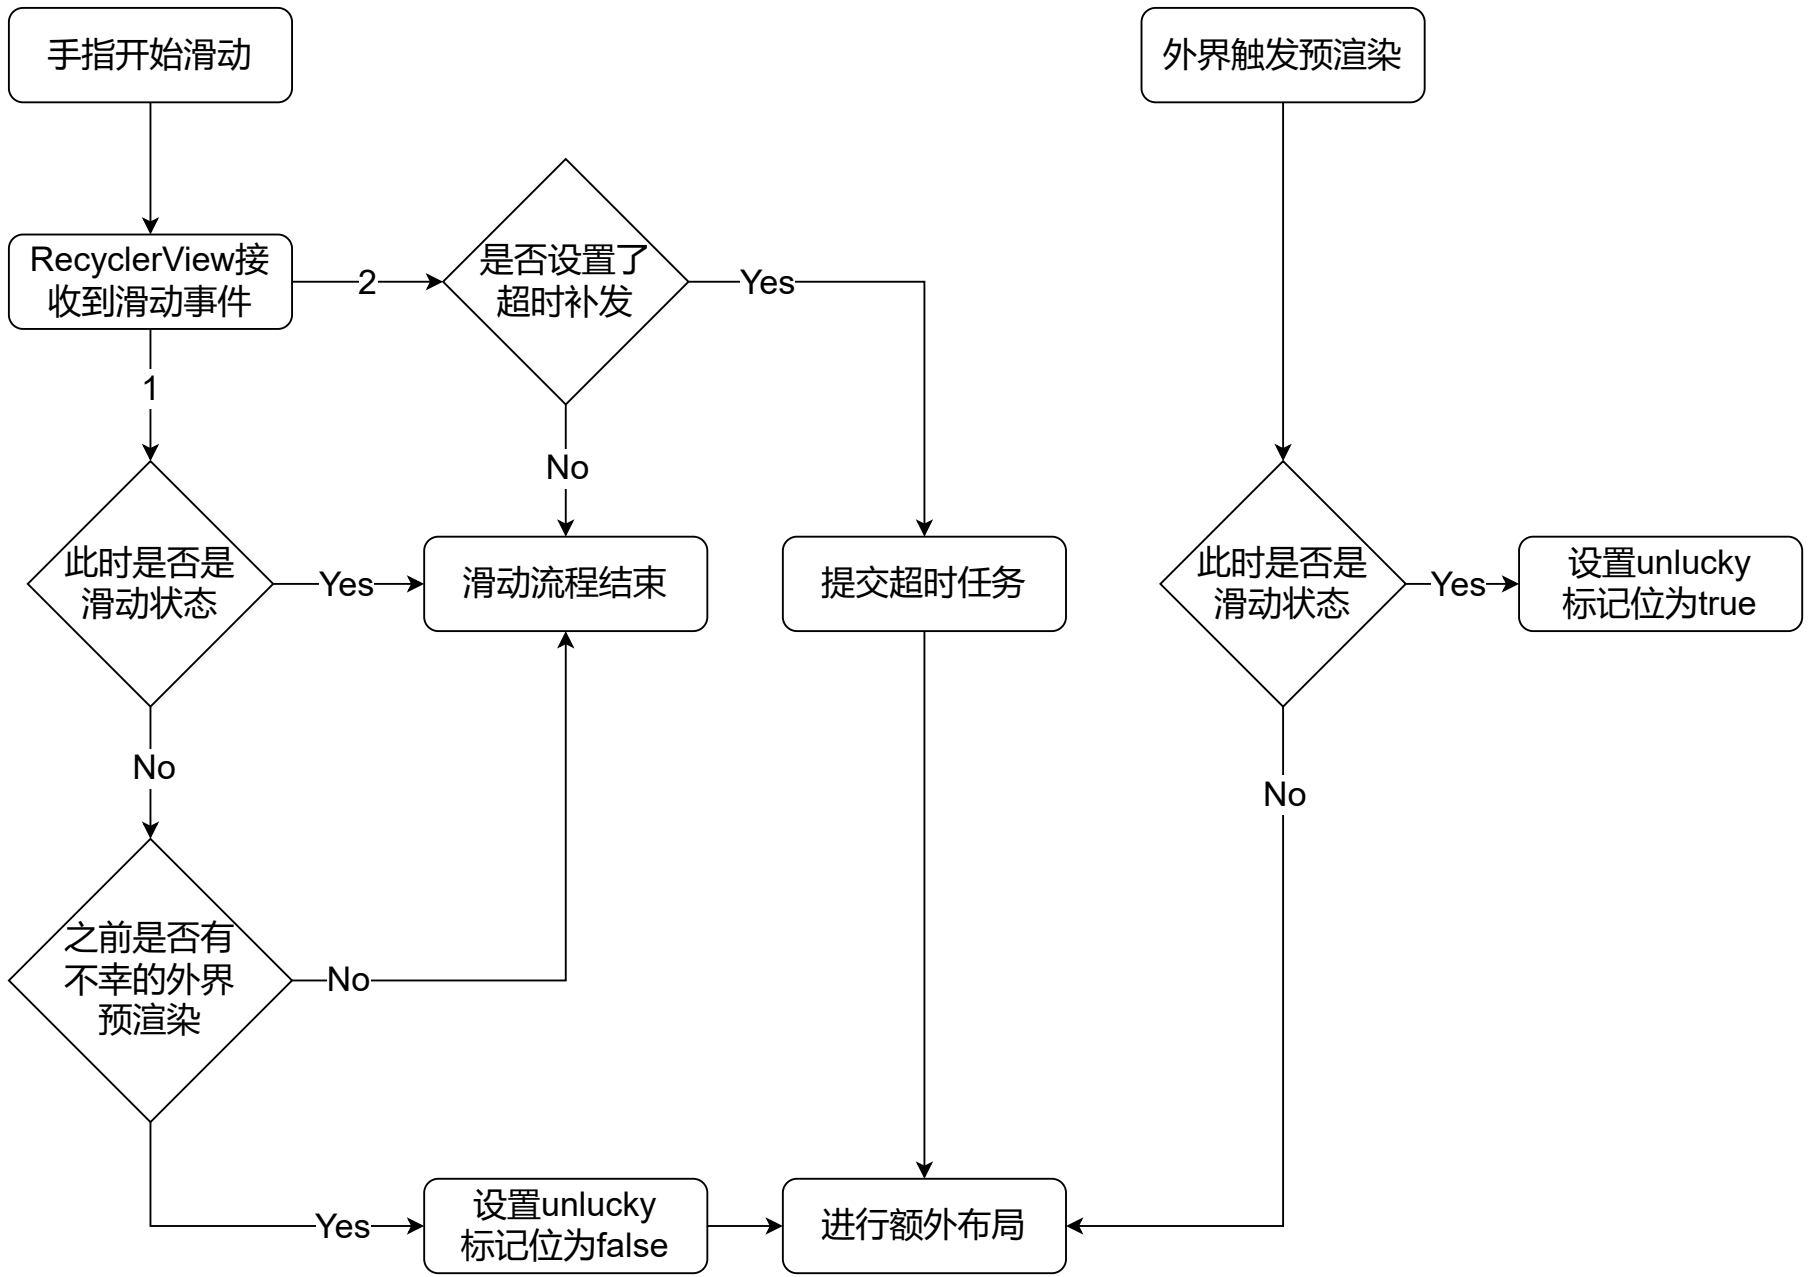 手指开始滑动
外界触发预渲染
RecyclerView接
收到滑动事件
2
是否设置了
超时补发
Yes
1
No
此时是否是
滑动状态
Yes
滑动流程结束
提交超时任务
此时是否是
滑动状态
Yes
设置unlucky
标记位为true
No
No
之前是否有
不幸的外界
预渲染
No
Yes
设置unlucky
标记位为false
进行额外布局